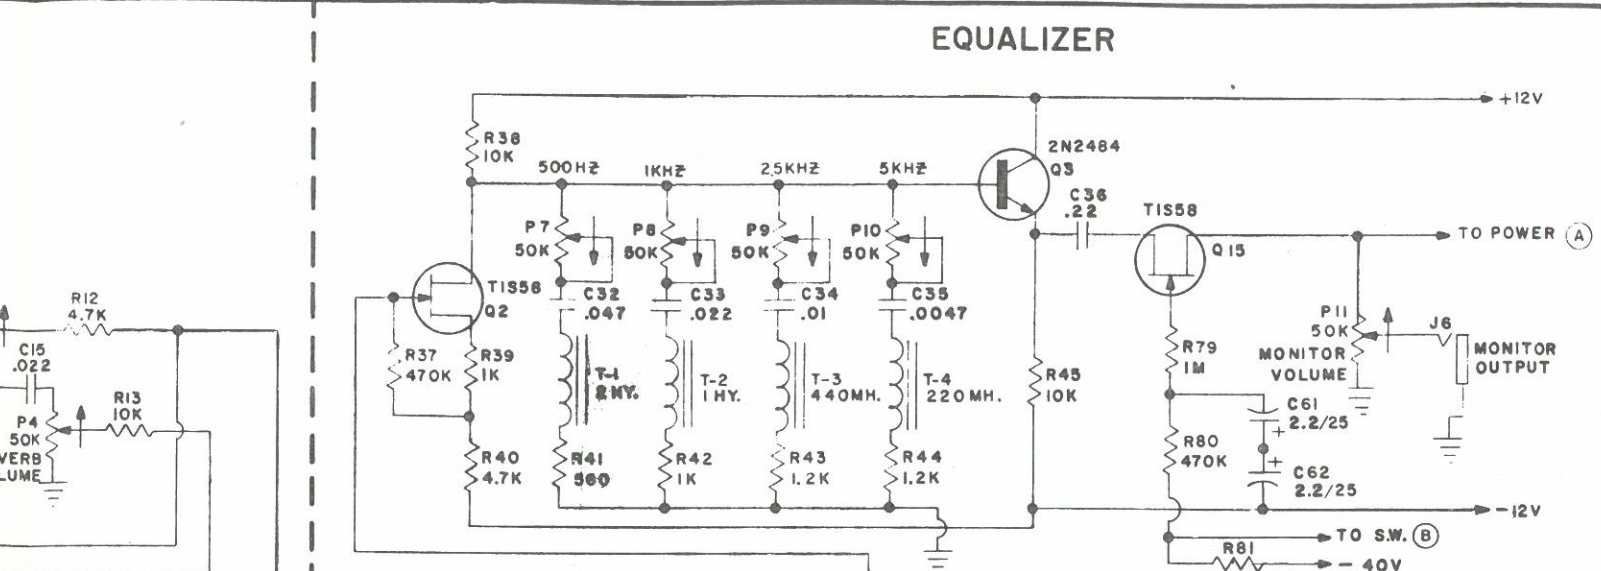 EQUALIZER
+12V
R38
10K
2N2484
Q3
500HZ
1KHZ
2.5KHZ
5KHZ
C36
.22
TIS58
Q15
TO POWER A
P7
50K
P8
50K
P9
50K
P10
50K
TIS58
Q2
C32
.047
C33
.022
C34
.01
C35
.0047
R12
4.7K
C15
.022
R37
470K
R39
1K
T-1
2HY.
T-2
1HY.
T-3
440MH.
T-4
220MH.
R45
10K
R79
1M
P11
50K
MONITOR
VOLUME
J6
MONITOR
OUTPUT
R13
10K
P4
50K
VERB
LUME
C61
2.2/25
+
R80
470K
+
C62
2.2/25
R40
4.7K
R41
560
R42
1K
R43
1.2K
R44
1.2K
-12V
TO S.W. B
R81
- 40V